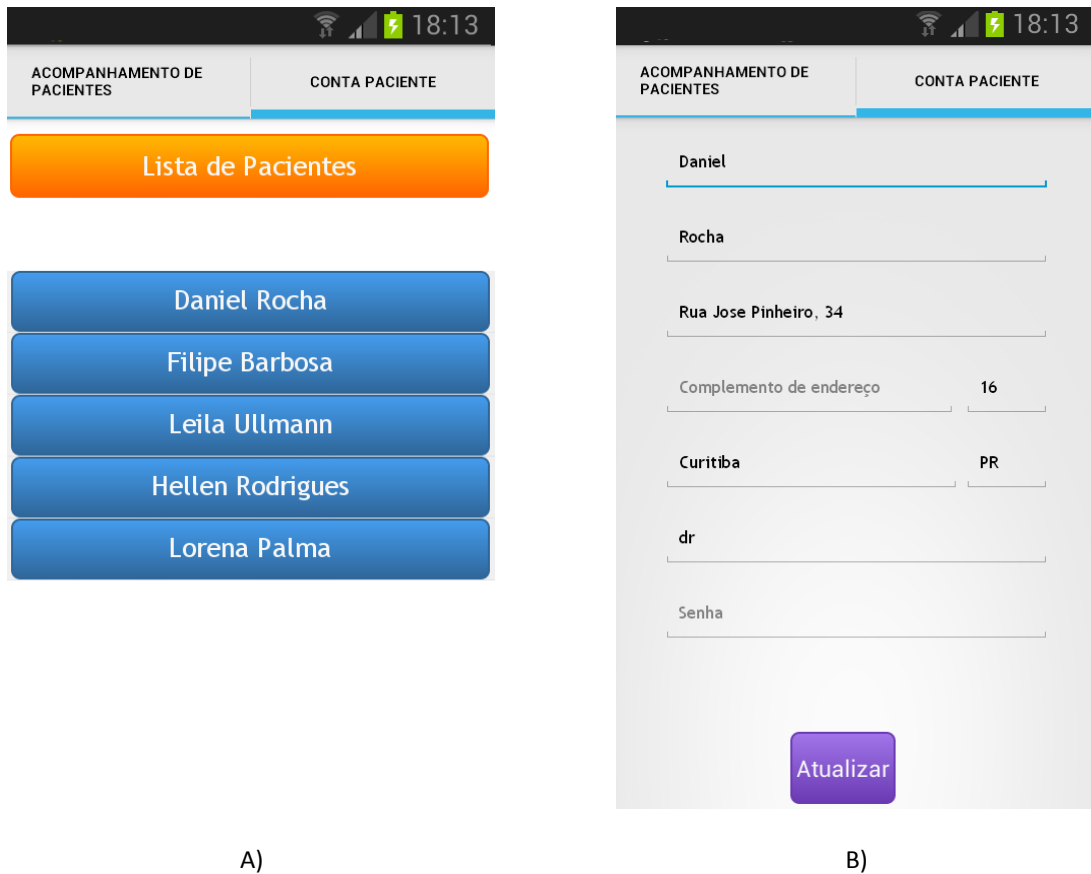 18:13
ACOMPANHAMENTO DE
PACIENTES
CONTA PACIENTE
Lista de Pacientes
Daniel Rocha
Filipe Barbosa
Leila Ullmann
Hellen Rodrigues
Lorena Palma
A)
18:13
ACOMPANHAMENTO DE
PACIENTES
CONTA PACIENTE
Daniel
Rocha
Rua Jose Pinheiro, 34
Complemento de endereço 16
Curitiba PR
dr
Senha
Atualizar
B)